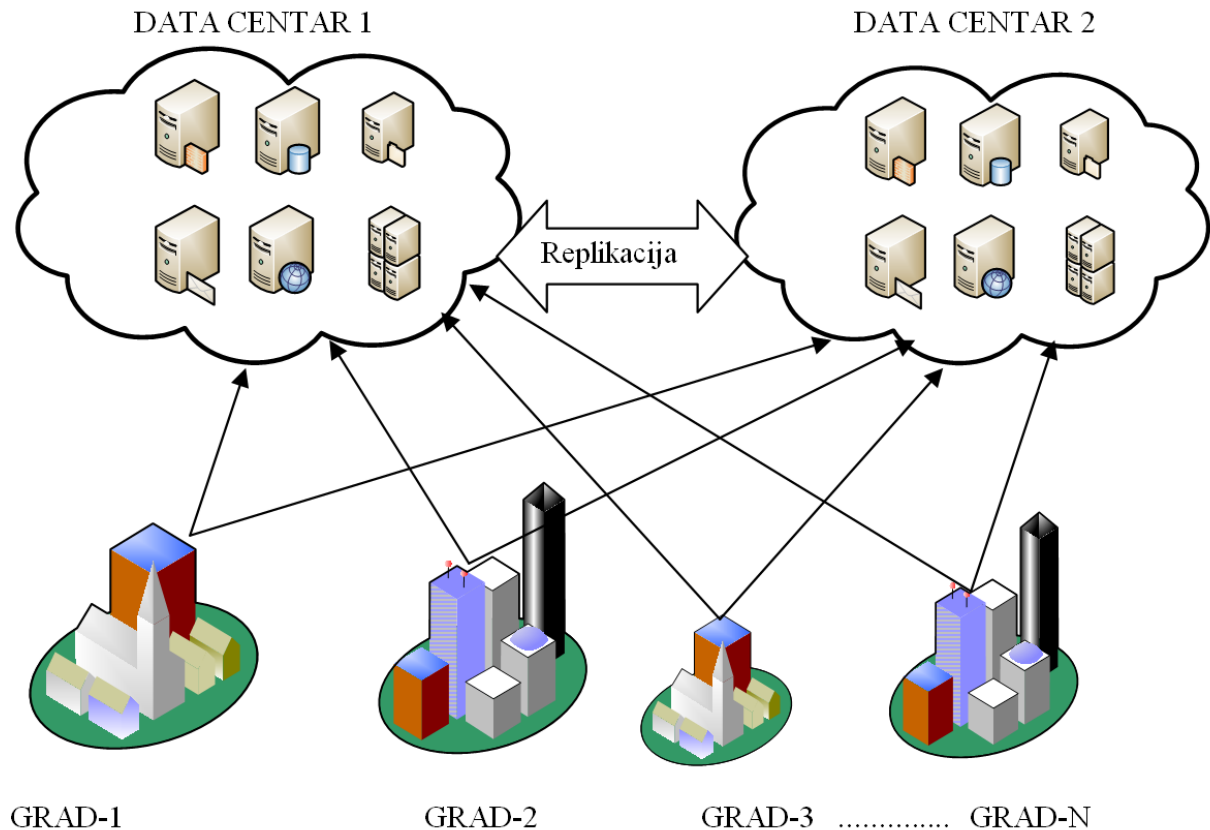 DATA CENTAR 1
DATA CENTAR 2
Replikacija
GRAD-1
GRAD-2
GRAD-3 .............. GRAD-N